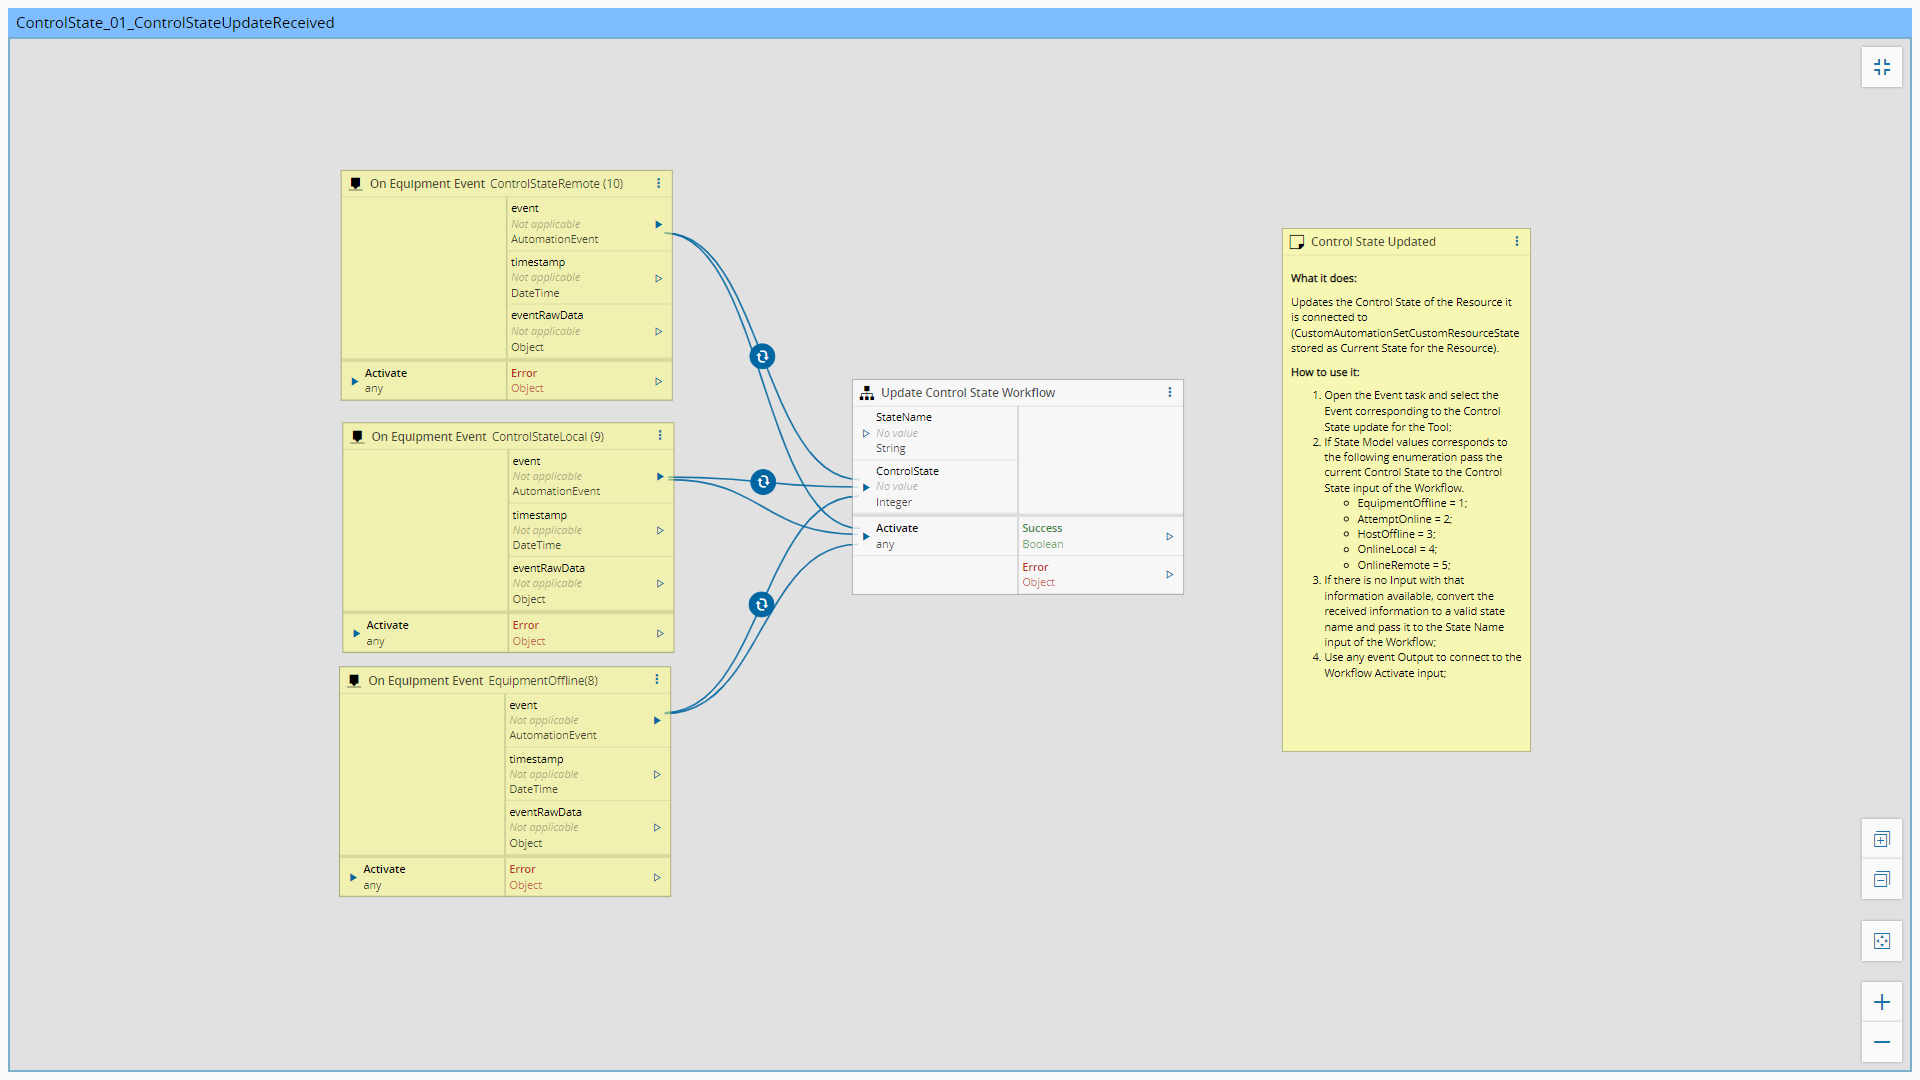 ControlState_01_ControlStateUpdateReceived
On Equipment Event ControlStateRemote (10)
event
Not applicable
AutomationEvent
timestamp
Not applicable
DateTime
eventRawData
Not applicable
Object
Activate
any
Error
Object
On Equipment Event ControlStateLocal (9)
event
Not applicable
AutomationEvent
timestamp
Not applicable
DateTime
eventRawData
Not applicable
Object
Activate
any
Error
Object
On Equipment Event EquipmentOffline(8)
event
Not applicable
AutomationEvent
timestamp
Not applicable
DateTime
eventRawData
Not applicable
Object
Activate
any
Error
Object
Update Control State Workflow
StateName
No value
String
ControlState
No value
Integer
Activate
any
Success
Boolean
Error
Object
Control State Updated
What it does:
Updates the Control State of the Resource it
is connected to
(CustomAutomationSetCustomResourceState
stored as Current State for the Resource).
How to use it:
1. Open the Event task and select the
Event corresponding to the Control
State update for the Tool;
2. If State Model values corresponds to
the following enumeration pass the
current Control State to the Control
State input of the Workflow.
EquipmentOffline = 1;
AttemptOnline = 2;
HostOffline = 3;
OnlineLocal = 4;
OnlineRemote = 5;
3. If there is no Input with that
information available, convert the
received information to a valid state
name and pass it to the State Name
input of the Workflow;
4. Use any event Output to connect to the
Workflow Activate input;